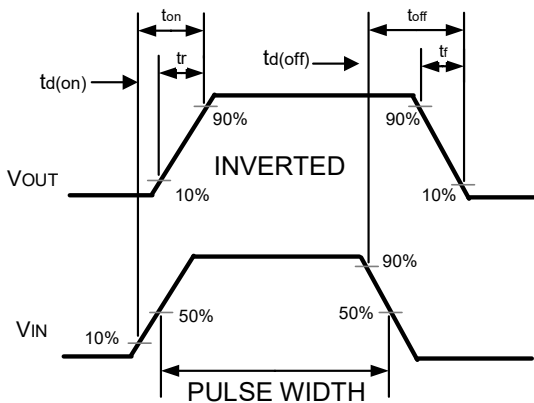 ton
toff
tr
td(off)
tf
td(on)
90%
90%
INVERTED
VOUT
10%
10%
90%
50%
50%
VIN
10%
PULSE WIDTH